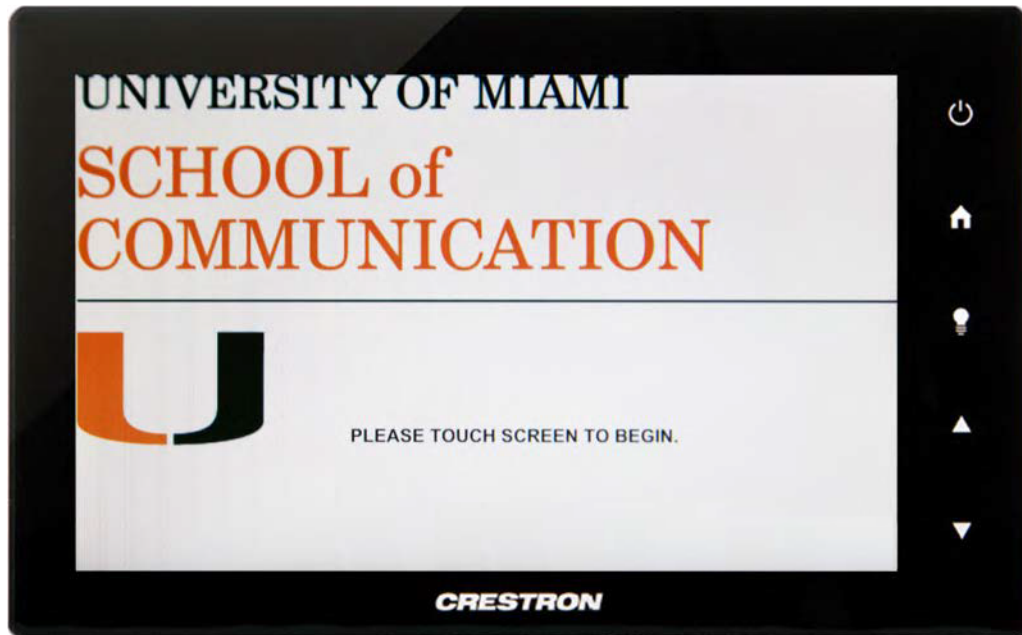 UNIVERSITY OF MIAMI
SCHOOL of
COMMUNICATION
U
PLEASE TOUCH SCREEN TO BEGIN.
CRESTRON